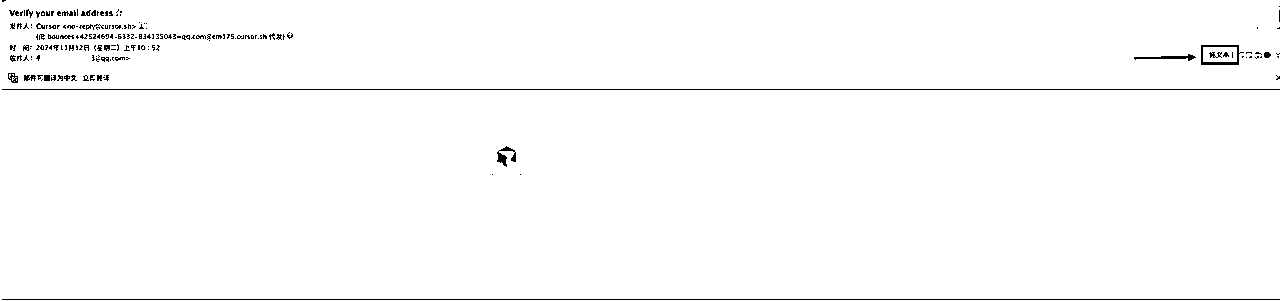 Verify your email address ☆
发件人：Cursor <no-reply@cursor.sh>
(由 bounces+42524694-6332-834135043=qq.com@em175.cursor.sh 代发)
时 间：2024年11月12日 (星期二) 上午10:52
纯文本 |
收件人：
3@qq.com>
邮件可翻译为中文 立即翻译